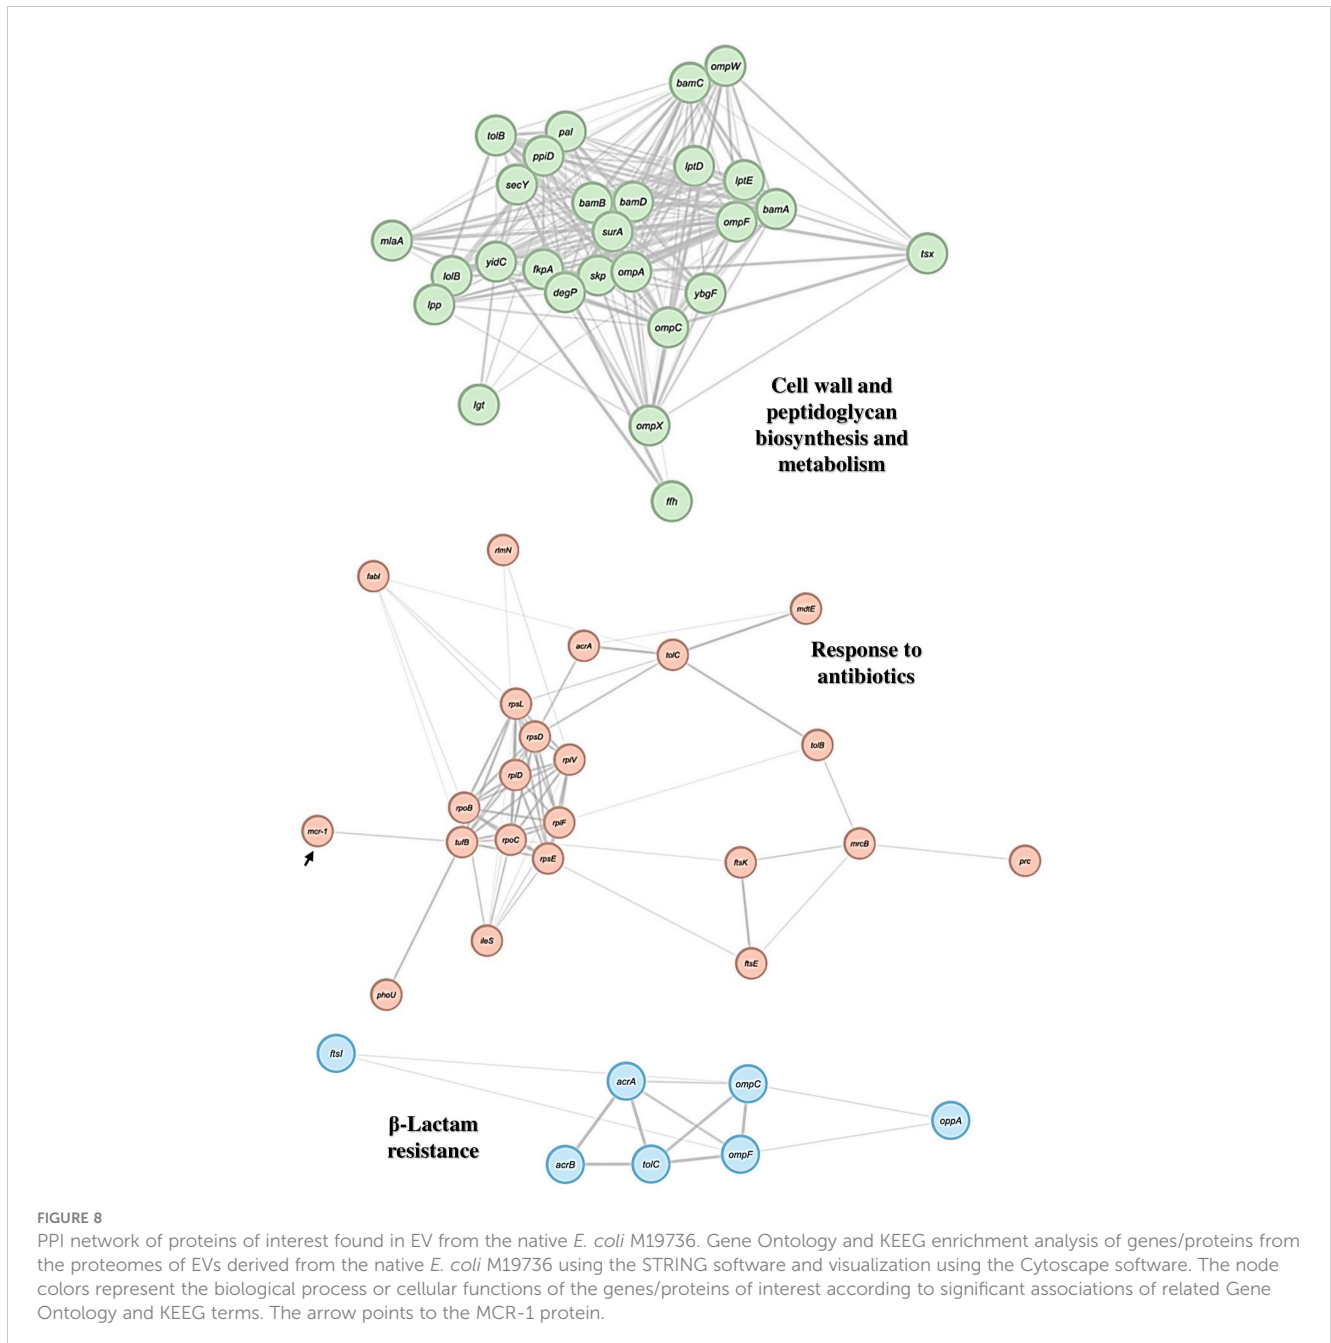 ompW
bamC
tolB
pal
ppiD
lptD
secY
lptE
bamB
bamD
bamA
ompF
surA
mlaA
tsx
yidC
fkpA
skp
ompA
lolB
degP
ybgF
lpp
ompC
lgt
ompX
ffh
Cell wall and
peptidoglycan
biosynthesis and
metabolism
rlmN
fabI
mdtE
acrA
tolC
Response to
antibiotics
rpsL
rpsD
tolB
rplV
rplD
rpoB
rplF
mcr-1
tufB
rpoC
rpsE
ftsK
mrcB
prc
ileS
ftsE
phoU
ftsI
acrA
ompC
oppA
β-Lactam
resistance
acrB
tolC
ompF
FIGURE 8
PPI network of proteins of interest found in EV from the native E. coli M19736. Gene Ontology and KEEG enrichment analysis of genes/proteins from
the proteomes of EVs derived from the native E. coli M19736 using the STRING software and visualization using the Cytoscape software. The node
colors represent the biological process or cellular functions of the genes/proteins of interest according to significant associations of related Gene
Ontology and KEEG terms. The arrow points to the MCR-1 protein.